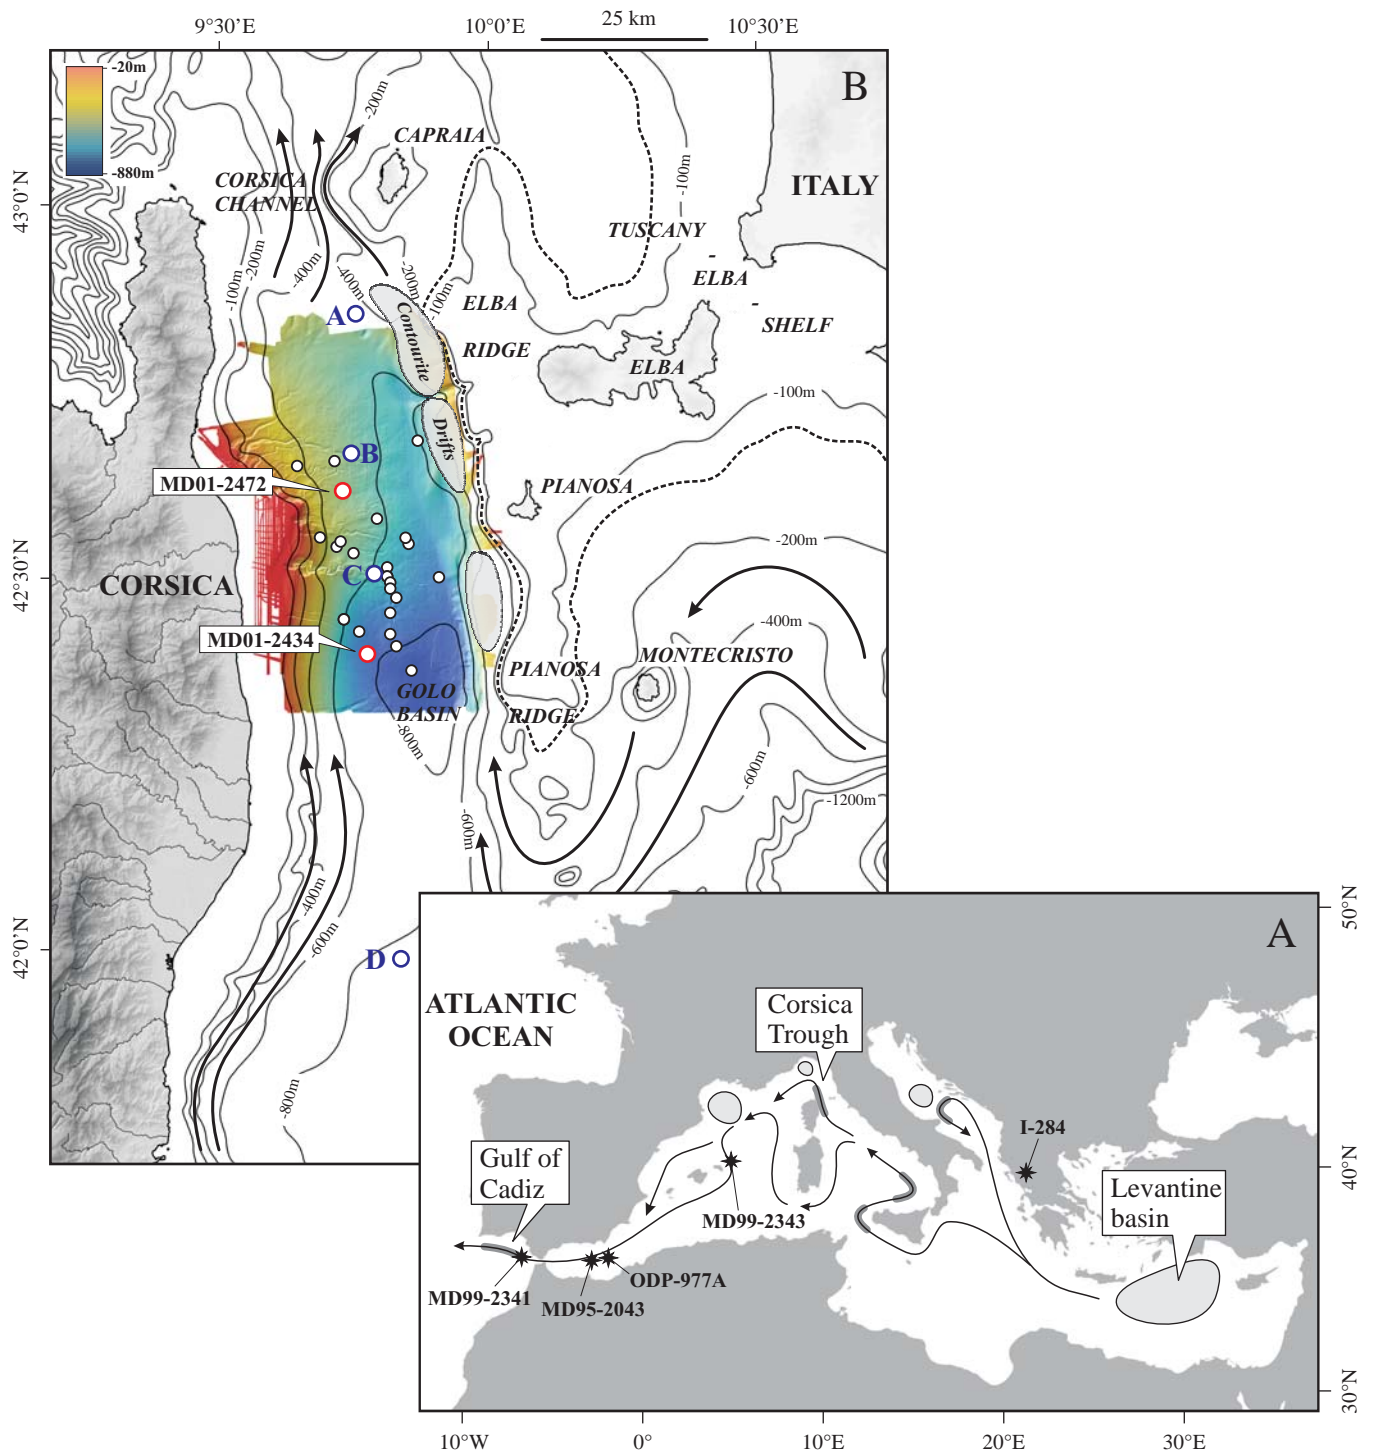 9°30'E
10°0'E
25 km
10°30'E
-20m
-880m
B
-200m
CAPRAIA
CORSICA
CHANNEL
ITALY
-100m
43°0'N
TUSCANY
-100m
-200m
-400m
-400m
-200m
-100m
ELBA
ELBA
A
Contourite
SHELF
RIDGE
ELBA
-100m
Drifts
B
MD01-2472
PIANOSA
-200m
42°30'N
CORSICA
C
-400m
MD01-2434
MONTECRISTO
PIANOSA
GOLO
BASIN
RIDGE
-800m
-600m
-1200m
-600m
-400m
-600m
42°0'N
D
-800m
50°N
A
ATLANTIC
OCEAN
Corsica
Trough
I-284
Gulf of
Cadiz
40°N
Levantine
basin
MD99-2343
ODP-977A
MD99-2341
MD95-2043
30°N
10°W
0°
10°E
20°E
30°E